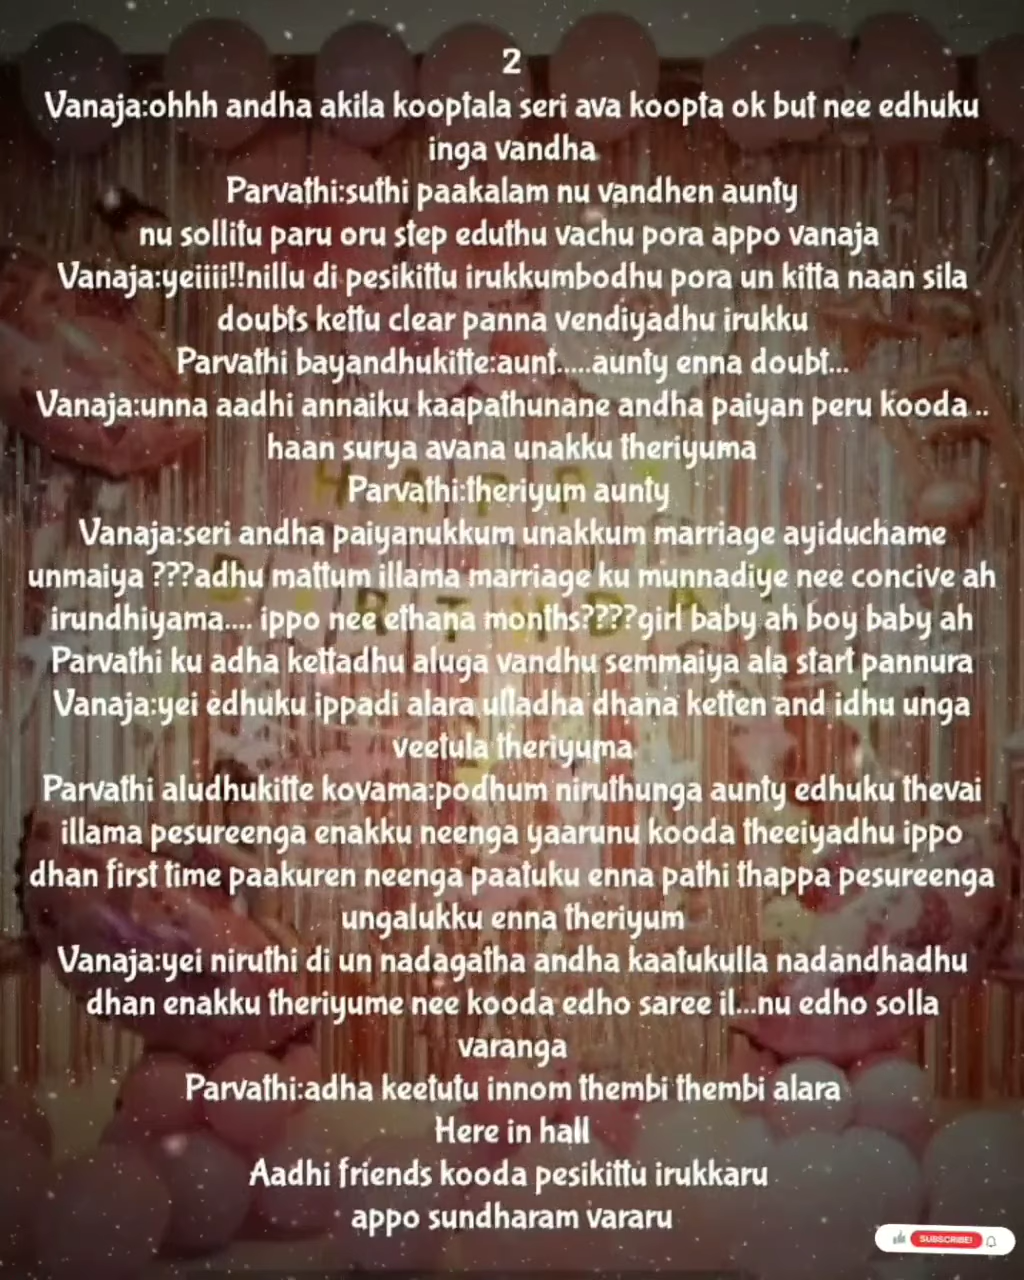 2
Vanaja:ohhh andha akila kooptala seri ava koopta ok but nee edhuku
inga vandha
Parvathi:suthi paakalam nu vandhen aunty
nu sollitu paru oru step eduthu vachu pora appo vanaja
Vanaja:yeiiii!!nillu di pesikittu irukkumbodhu pora un kitta naan sila
doubts kettu clear panna vendiyadhu irukku
Parvathi bayandhukitte:aunt.....aunty enna doubt...
Vanaja:unna aadhi annaiku kaapathunane andha paiyan peru kooda ..
haan surya avana unakku theriyuma
Parvathi:theriyum aunty
Vanaja:seri andha paiyanukkum unakkum marriage ayiduchame
unmaiya ???adhu mattum illama marriage ku munnadiye nee concive ah
irundhiyama.... ippo nee ethana months????girl baby ah boy baby ah
Parvathi ku adha kettadhu aluga vandhu semmaiya ala start pannura
Vanaja:yei edhuku ippadi alara ulladha dhana ketten and idhu unga
veetula theriyuma
Parvathi aludhukitte kovama:podhum niruthunga aunty edhuku thevai
illama pesureenga enakku neenga yaarunu kooda theeiyadhu ippo
dhan first time paakuren neenga paatuku enna pathi thappa pesureenga
ungalukku enna theriyum
Vanaja:yei niruthi di un nadagatha andha kaatukulla nadandhadhu
dhan enakku theriyume nee kooda edho saree il...nu edho solla
varanga
Parvathi:adha keetutu innom thembi thembi alara
Here in hall
Aadhi friends kooda pesikittu irukkaru
appo sundharam vararu
HAPPY
BIRTHDAY
SUBSCRIBE!